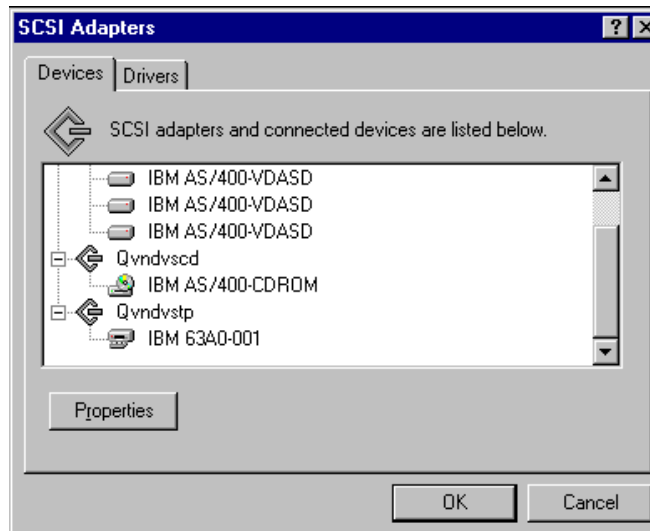 SCSI Adapters
Devices Drivers
SCSI adapters and connected devices are listed below.
IBM AS/400-VDASD
IBM AS/400-VDASD
IBM AS/400-VDASD
Qvndvscd
IBM AS/400-CDROM
Qvndvstp
IBM 63A0-001
Properties
OK Cancel